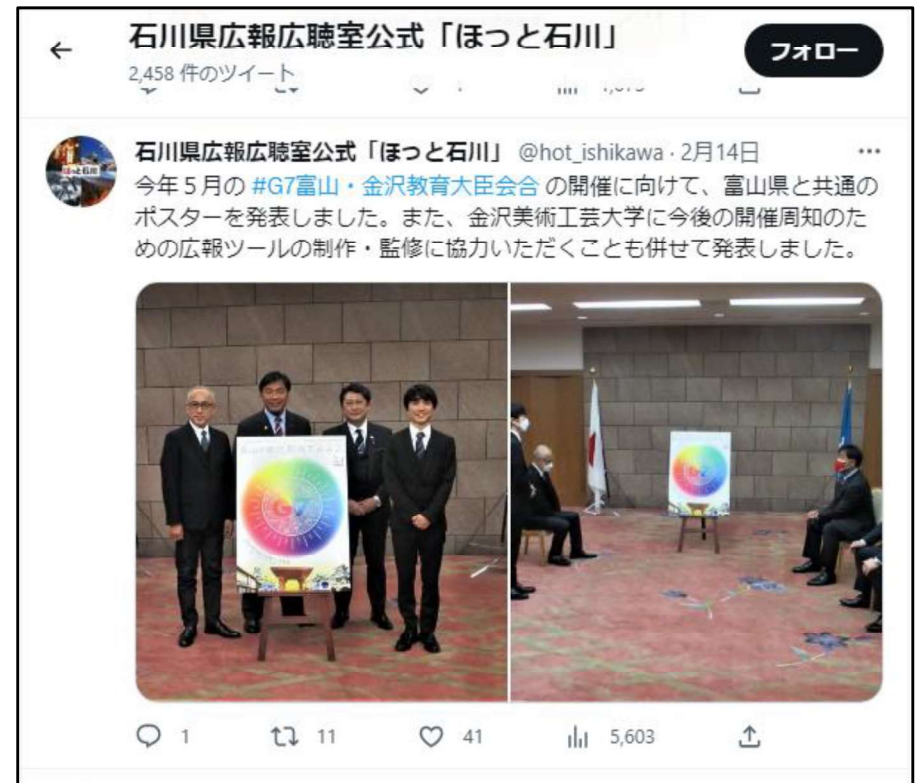 石川県広報広聴室公式「ほっと石川」
フォロー
2,458 件のツイート
石川県広報広聴室公式「ほっと石川」 @hot_ishikawa · 2月14日
今年５月の #G7富山・金沢教育大臣会合 の開催に向けて、富山県と共通の
ポスターを発表しました。また、金沢美術工芸大学に今後の開催周知のた
めの広報ツールの制作・監修に協力いただくことも併せて発表しました。
G7
1 11 41 5,603